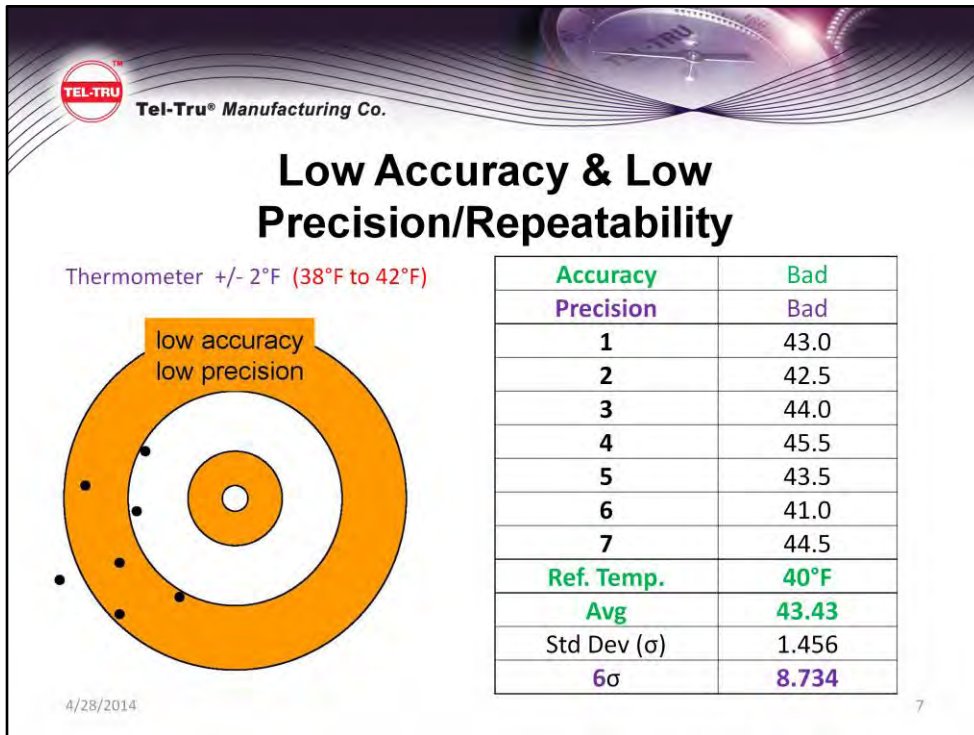 TM
TEL-TRU
Tel-Tru® Manufacturing Co.
TEL-TRU
Low Accuracy & Low
Precision/Repeatability
Thermometer +/- 2°F (38°F to 42°F)
low accuracy
low precision
Accuracy Bad
Precision Bad
1 43.0
2 42.5
3 44.0
4 45.5
5 43.5
6 41.0
7 44.5
Ref. Temp. 40°F
Avg 43.43
Std Dev (σ) 1.456
6σ 8.734
4/28/2014 7